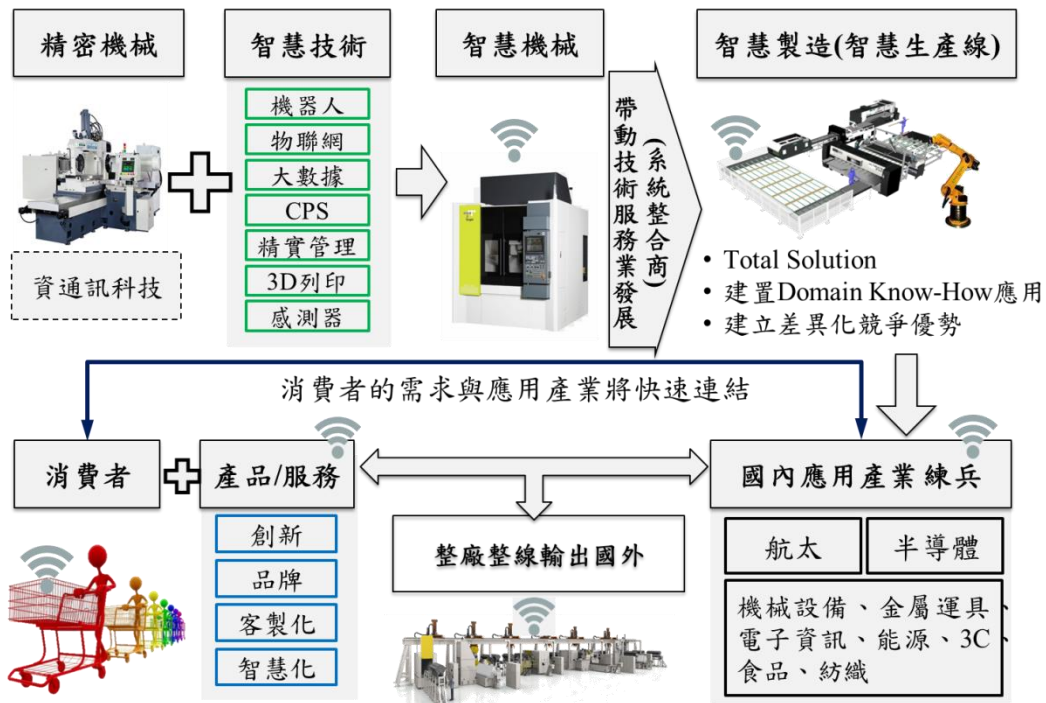 精密機械
智慧技術
智慧機械
智慧製造(智慧生產線)
機器人
物聯網
大數據
CPS
精實管理
3D列印
感測器
資通訊科技
帶動技術服務業發展
(系統整合商)
• Total Solution
• 建置Domain Know-How應用
• 建立差異化競爭優勢
消費者的需求與應用產業將快速連結
消費者
產品/服務
國內應用產業練兵
創新
品牌
客製化
智慧化
整廠整線輸出國外
航太
半導體
機械設備、金屬運具、
電子資訊、能源、3C、
食品、紡織